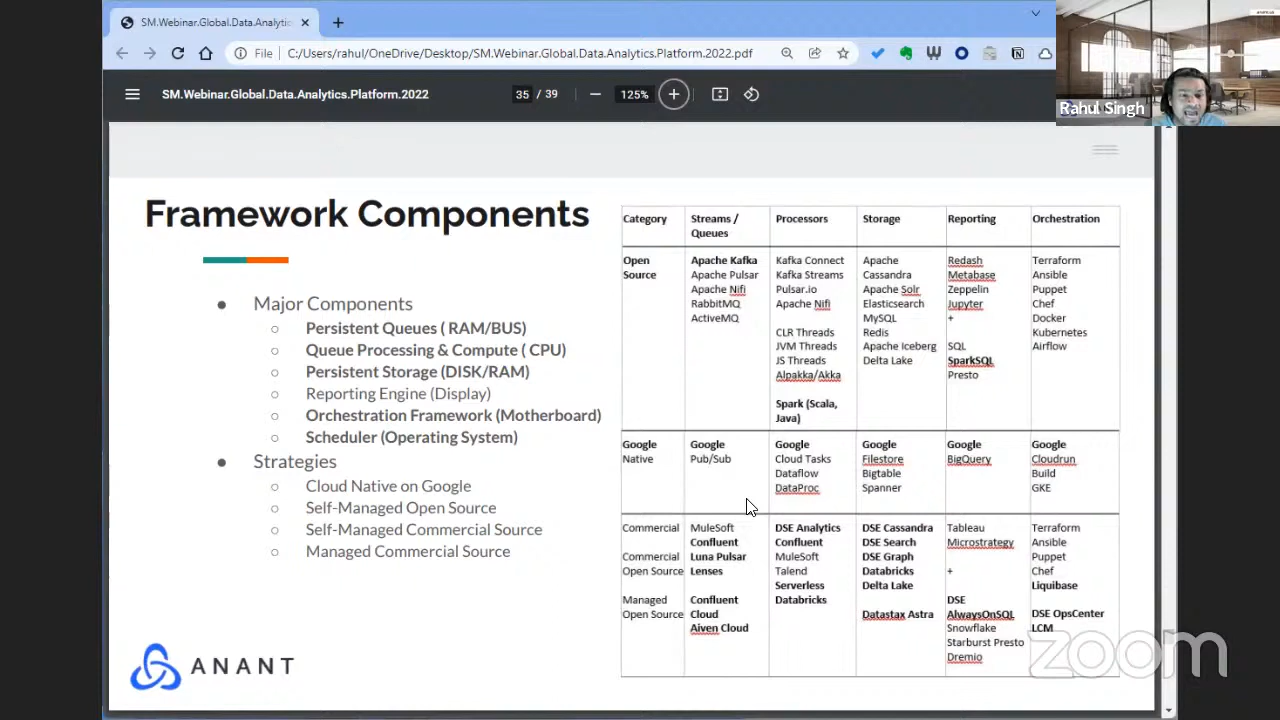 SM.Webinar.Global.Data.Analytic
File
C:/Users/rahul/OneDrive/Desktop/SM.Webinar.Global.Data.Analytics.Platform.2022.pdf
Rahul Singh
SM.Webinar.Global.Data.Analytics.Platform.2022
35 / 39
125%
Framework Components
● Major Components
○ Persistent Queues ( RAM/BUS)
○ Queue Processing & Compute ( CPU)
○ Persistent Storage (DISK/RAM)
○ Reporting Engine (Display)
○ Orchestration Framework (Motherboard)
○ Scheduler (Operating System)
● Strategies
○ Cloud Native on Google
○ Self-Managed Open Source
○ Self-Managed Commercial Source
○ Managed Commercial Source
ANANT
Category
Streams /
Queues
Processors
Storage
Reporting
Orchestration
Open
Source
Apache Kafka
Apache Pulsar
Apache Nifi
RabbitMQ
ActiveMQ
Kafka Connect
Kafka Streams
Pulsar.io
Apache Nifi
CLR Threads
JVM Threads
JS Threads
Alpakka/Akka
Spark (Scala,
Java)
Apache
Cassandra
Apache Solr
Elasticsearch
MySQL
Redis
Apache Iceberg
Delta Lake
Redash
Metabase
Zeppelin
Jupyter
+
SQL
SparkSQL
Presto
Terraform
Ansible
Puppet
Chef
Docker
Kubernetes
Airflow
Google
Native
Google
Pub/Sub
Google
Cloud Tasks
Dataflow
DataProc
Google
Filestore
Bigtable
Spanner
Google
BigQuery
Google
Cloudrun
Build
GKE
Commercial
Commercial
Open Source
Managed
Open Source
MuleSoft
Confluent
Luna Pulsar
Lenses
Confluent
Cloud
Aiven Cloud
DSE Analytics
Confluent
MuleSoft
Talend
Serverless
Databricks
DSE Cassandra
DSE Search
DSE Graph
Databricks
Delta Lake
Datastax Astra
Tableau
Microstrategy
+
DSE
AlwaysOnSQL
Snowflake
Starburst Presto
Dremio
Terraform
Ansible
Puppet
Chef
Liquibase
DSE OpsCenter
LCM
zoom